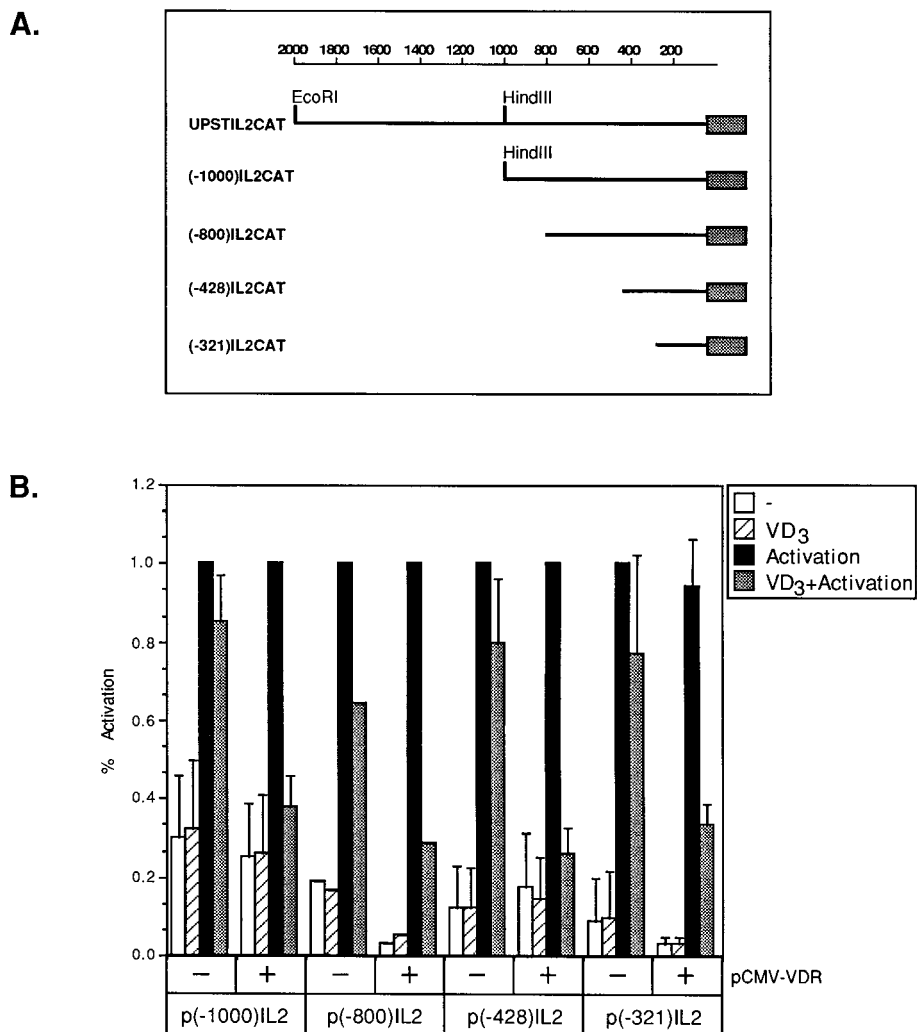 A.
2000 1800 1600 1400 1200 1000 800 600 400 200
EcoRI HindIII
UPSTIL2CAT
HindIII
(-1000)IL2CAT
(-800)IL2CAT
(-428)IL2CAT
(-321)IL2CAT
B.
% Activation
1.2
1.0
0.8
0.6
0.4
0.2
0.0
-
VD3
Activation
VD3+Activation
− + − + − + − + pCMV-VDR
p(-1000)IL2 p(-800)IL2 p(-428)IL2 p(-321)IL2